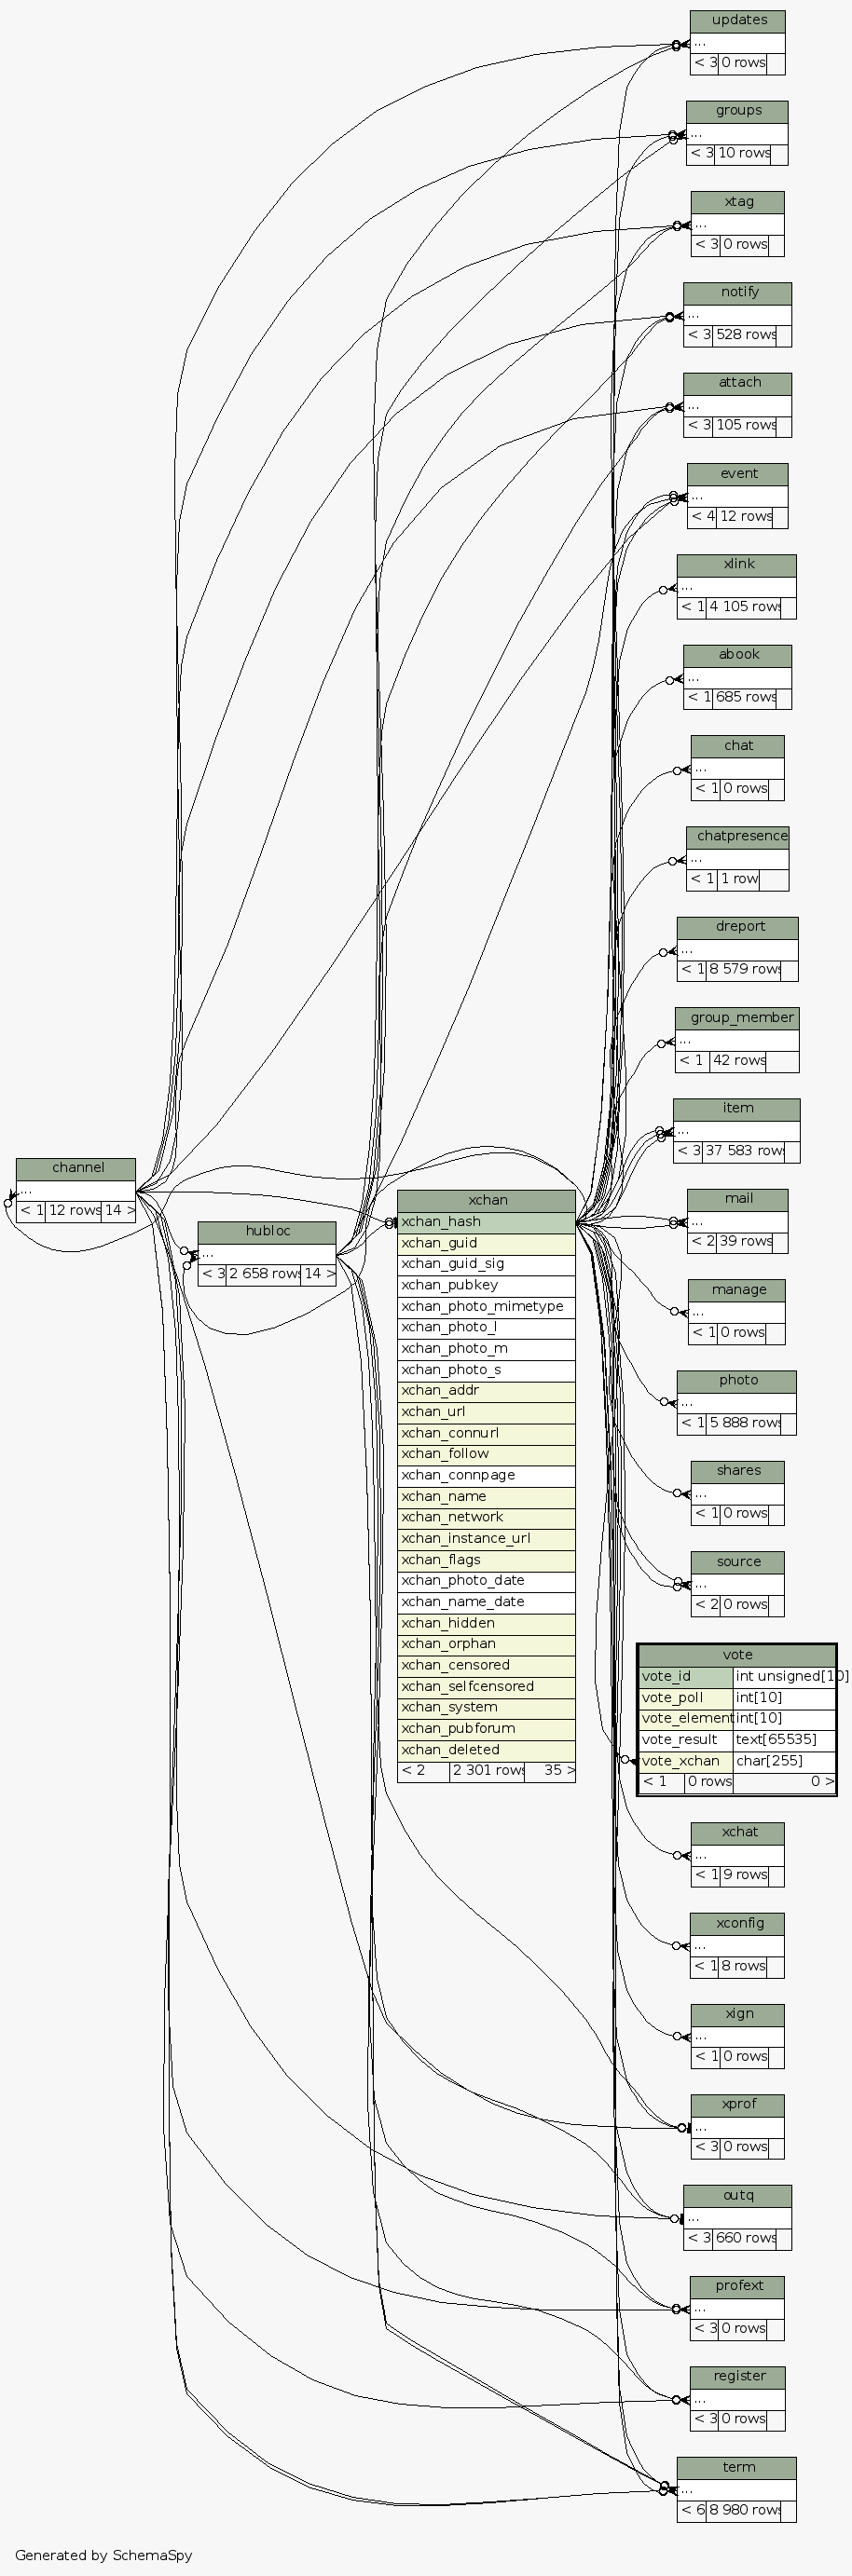 updates
...
< 3 0 rows
groups
...
< 3 10 rows
xtag
...
< 3 0 rows
notify
...
< 3 528 rows
attach
...
< 3 105 rows
event
...
< 4 12 rows
xlink
...
< 1 4 105 rows
abook
...
< 1 685 rows
chat
...
< 1 0 rows
chatpresence
...
< 1 1 row
dreport
...
< 1 8 579 rows
group_member
...
< 1 42 rows
item
...
< 3 37 583 rows
channel
...
< 1 12 rows 14 >
hubloc
...
< 3 2 658 rows 14 >
xchan
xchan_hash
xchan_guid
xchan_guid_sig
xchan_pubkey
xchan_photo_mimetype
xchan_photo_l
xchan_photo_m
xchan_photo_s
xchan_addr
xchan_url
xchan_connurl
xchan_follow
xchan_connpage
xchan_name
xchan_network
xchan_instance_url
xchan_flags
xchan_photo_date
xchan_name_date
xchan_hidden
xchan_orphan
xchan_censored
xchan_selfcensored
xchan_system
xchan_pubforum
xchan_deleted
< 2 2 301 rows 35 >
mail
...
< 2 39 rows
manage
...
< 1 0 rows
photo
...
< 1 5 888 rows
shares
...
< 1 0 rows
source
...
< 2 0 rows
vote
vote_id int unsigned[10]
vote_poll int[10]
vote_element int[10]
vote_result text[65535]
vote_xchan char[255]
< 1 0 rows 0 >
xchat
...
< 1 9 rows
xconfig
...
< 1 8 rows
xign
...
< 1 0 rows
xprof
...
< 3 0 rows
outq
...
< 3 660 rows
profext
...
< 3 0 rows
register
...
< 3 0 rows
term
...
< 6 8 980 rows
Generated by SchemaSpy